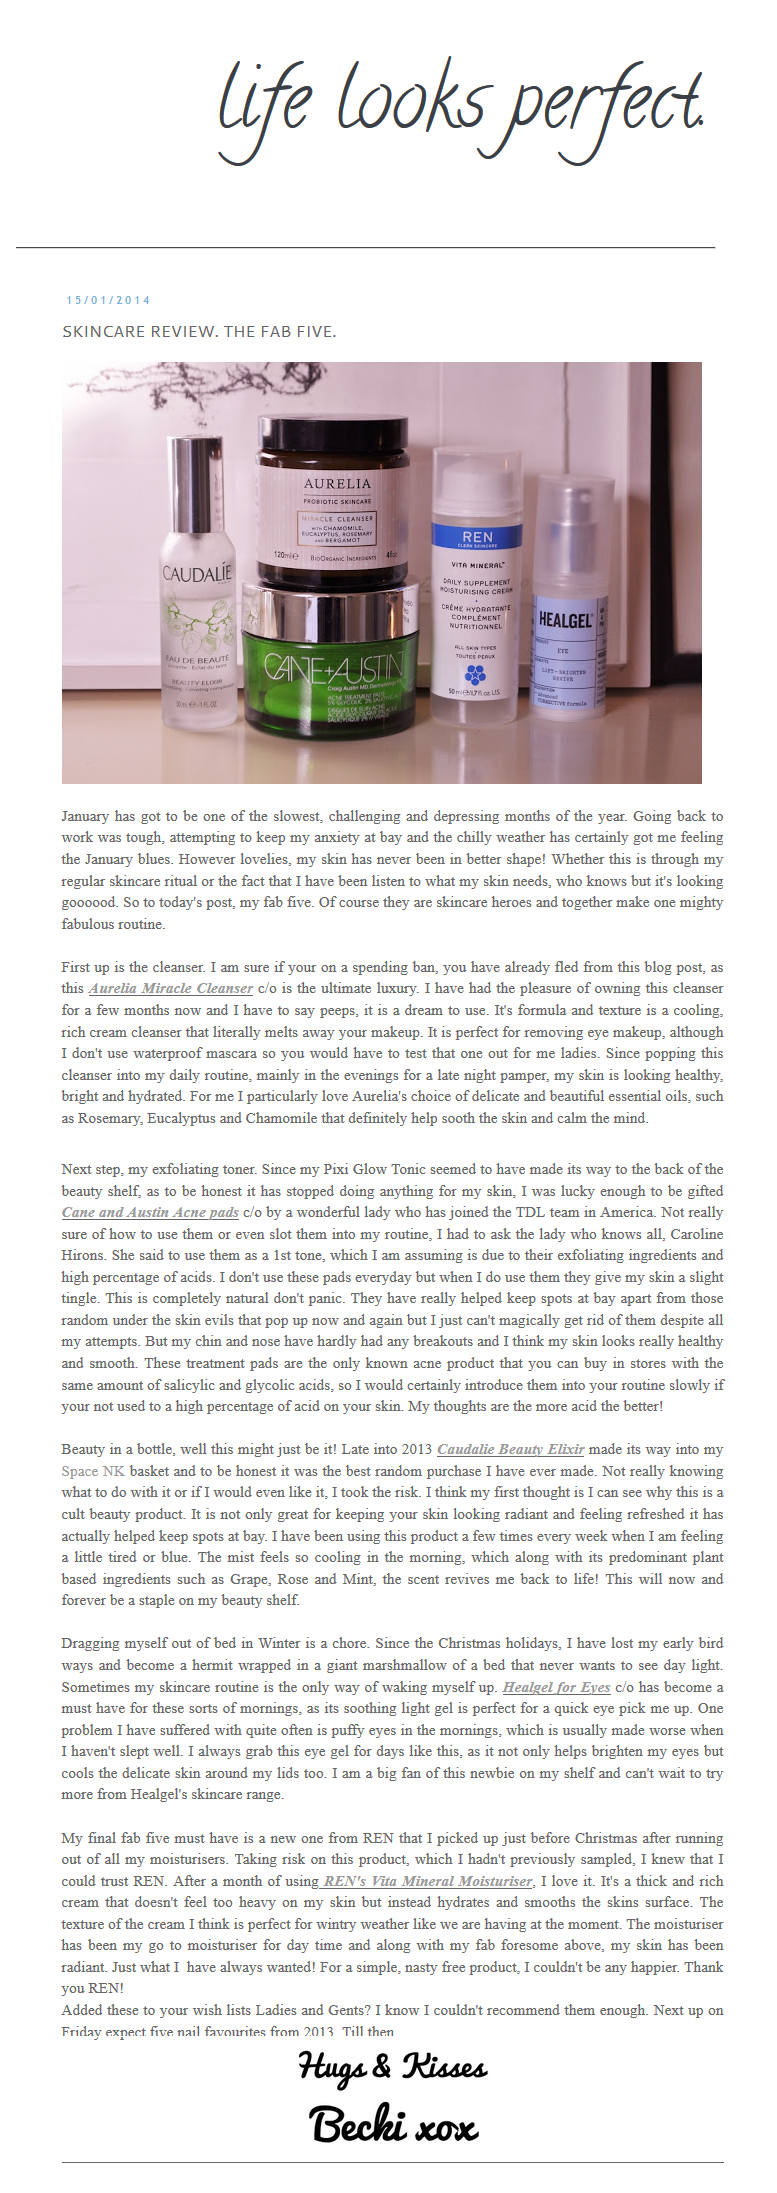 life looks perfect.
15/01/2014
SKINCARE REVIEW. THE FAB FIVE.
CAUDALÍE
EAU DE BEAUTÉ
BEAUTY ELIXIR
30 mL℮ -1 FL.OZ
AURELIA
PROBIOTIC SKINCARE
MIRACLE CLEANSER
WITH CHAMOMILE,
EUCALYPTUS, ROSEMARY
AND BERGAMOT
120ml℮ BIOORGANIC INGREDIENTS 4floz
CANE+AUSTIN
Craig Austin MD
ACNE TREATMENT PADS
REN
CLEAN SKINCARE
VITA MINERAL™
DAILY SUPPLEMENT
MOISTURISING CREAM
CRÈME HYDRATANTE
COMPLÉMENT
NUTRITIONNEL
ALL SKIN TYPES
TOUTES PEAUX
50 ml℮/1.7 fl.oz U.S.
HEALGEL
EYE
LIFT-BRIGHTEN
REVIVE
CORRECTIVE formula
January has got to be one of the slowest, challenging and depressing months of the year. Going back to
work was tough, attempting to keep my anxiety at bay and the chilly weather has certainly got me feeling
the January blues. However lovelies, my skin has never been in better shape! Whether this is through my
regular skincare ritual or the fact that I have been listen to what my skin needs, who knows but it's looking
goooood. So to today's post, my fab five. Of course they are skincare heroes and together make one mighty
fabulous routine.
First up is the cleanser. I am sure if your on a spending ban, you have already fled from this blog post, as
this Aurelia Miracle Cleanser c/o is the ultimate luxury. I have had the pleasure of owning this cleanser
for a few months now and I have to say peeps, it is a dream to use. It's formula and texture is a cooling,
rich cream cleanser that literally melts away your makeup. It is perfect for removing eye makeup, although
I don't use waterproof mascara so you would have to test that one out for me ladies. Since popping this
cleanser into my daily routine, mainly in the evenings for a late night pamper, my skin is looking healthy,
bright and hydrated. For me I particularly love Aurelia's choice of delicate and beautiful essential oils, such
as Rosemary, Eucalyptus and Chamomile that definitely help sooth the skin and calm the mind.
Next step, my exfoliating toner. Since my Pixi Glow Tonic seemed to have made its way to the back of the
beauty shelf, as to be honest it has stopped doing anything for my skin, I was lucky enough to be gifted
Cane and Austin Acne pads c/o by a wonderful lady who has joined the TDL team in America. Not really
sure of how to use them or even slot them into my routine, I had to ask the lady who knows all, Caroline
Hirons. She said to use them as a 1st tone, which I am assuming is due to their exfoliating ingredients and
high percentage of acids. I don't use these pads everyday but when I do use them they give my skin a slight
tingle. This is completely natural don't panic. They have really helped keep spots at bay apart from those
random under the skin evils that pop up now and again but I just can't magically get rid of them despite all
my attempts. But my chin and nose have hardly had any breakouts and I think my skin looks really healthy
and smooth. These treatment pads are the only known acne product that you can buy in stores with the
same amount of salicylic and glycolic acids, so I would certainly introduce them into your routine slowly if
your not used to a high percentage of acid on your skin. My thoughts are the more acid the better!
Beauty in a bottle, well this might just be it! Late into 2013 Caudalie Beauty Elixir made its way into my
Space NK basket and to be honest it was the best random purchase I have ever made. Not really knowing
what to do with it or if I would even like it, I took the risk. I think my first thought is I can see why this is a
cult beauty product. It is not only great for keeping your skin looking radiant and feeling refreshed it has
actually helped keep spots at bay. I have been using this product a few times every week when I am feeling
a little tired or blue. The mist feels so cooling in the morning, which along with its predominant plant
based ingredients such as Grape, Rose and Mint, the scent revives me back to life! This will now and
forever be a staple on my beauty shelf.
Dragging myself out of bed in Winter is a chore. Since the Christmas holidays, I have lost my early bird
ways and become a hermit wrapped in a giant marshmallow of a bed that never wants to see day light.
Sometimes my skincare routine is the only way of waking myself up. Healgel for Eyes c/o has become a
must have for these sorts of mornings, as its soothing light gel is perfect for a quick eye pick me up. One
problem I have suffered with quite often is puffy eyes in the mornings, which is usually made worse when
I haven't slept well. I always grab this eye gel for days like this, as it not only helps brighten my eyes but
cools the delicate skin around my lids too. I am a big fan of this newbie on my shelf and can't wait to try
more from Healgel's skincare range.
My final fab five must have is a new one from REN that I picked up just before Christmas after running
out of all my moisturisers. Taking risk on this product, which I hadn't previously sampled, I knew that I
could trust REN. After a month of using REN's Vita Mineral Moisturiser, I love it. It's a thick and rich
cream that doesn't feel too heavy on my skin but instead hydrates and smooths the skins surface. The
texture of the cream I think is perfect for wintry weather like we are having at the moment. The moisturiser
has been my go to moisturiser for day time and along with my fab foresome above, my skin has been
radiant. Just what I have always wanted! For a simple, nasty free product, I couldn't be any happier. Thank
you REN!
Added these to your wish lists Ladies and Gents? I know I couldn't recommend them enough. Next up on
Friday expect five nail favourites from 2013. Till then
Hugs & Kisses
Becki xox